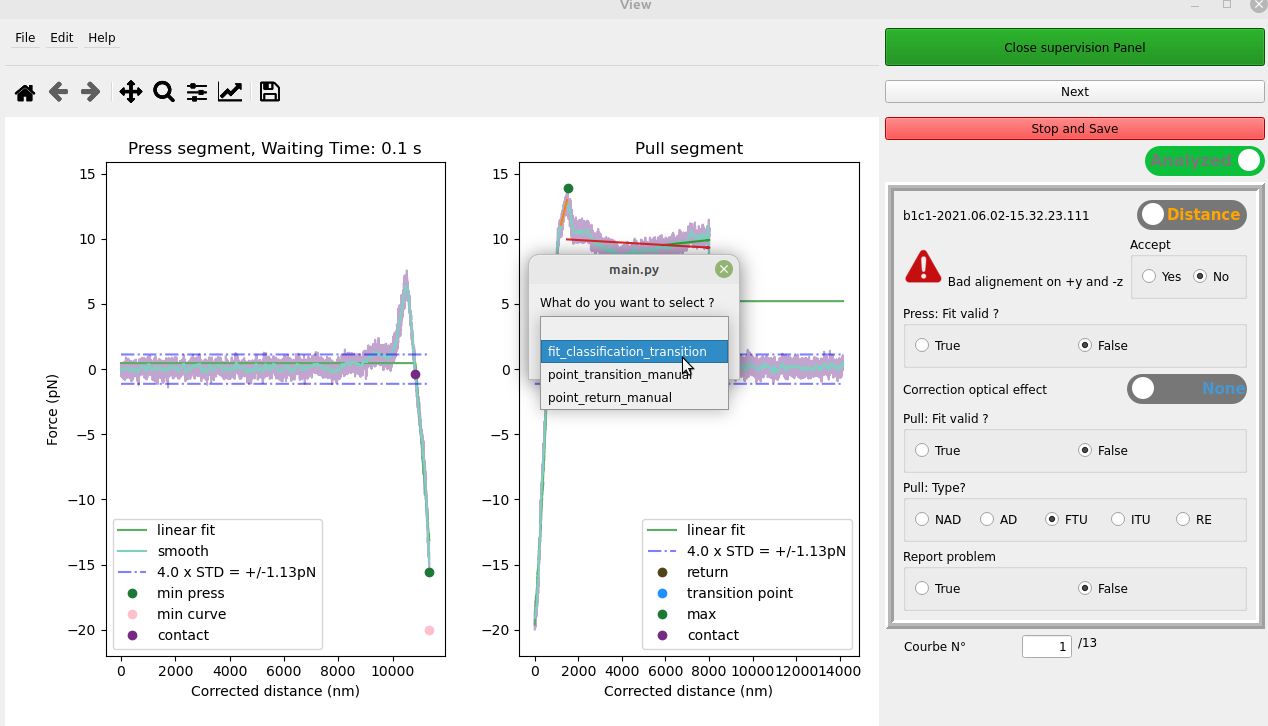 View
File Edit Help
Close supervision Panel
Next
Stop and Save
Analyzed
Press segment, Waiting Time: 0.1 s
15
10
5
0
−5
−10
−15
−20
Force (pN)
0 2000 4000 6000 8000 10000
Corrected distance (nm)
linear fit
smooth
4.0 x STD = +/-1.13pN
min press
min curve
contact
Pull segment
15
10
5
0
−5
−10
−15
−20
0 2000 4000 6000 8000 10000 12000 14000
Corrected distance (nm)
linear fit
4.0 x STD = +/-1.13pN
return
transition point
max
contact
main.py
What do you want to select ?
fit_classification_transition
point_transition_manual
point_return_manual
b1c1-2021.06.02-15.32.23.111
Distance
Bad alignement on +y and -z
Accept
Yes No
Press: Fit valid ?
True False
Correction optical effect
None
Pull: Fit valid ?
True False
Pull: Type?
NAD AD FTU ITU RE
Report problem
True False
Courbe N° 1 /13